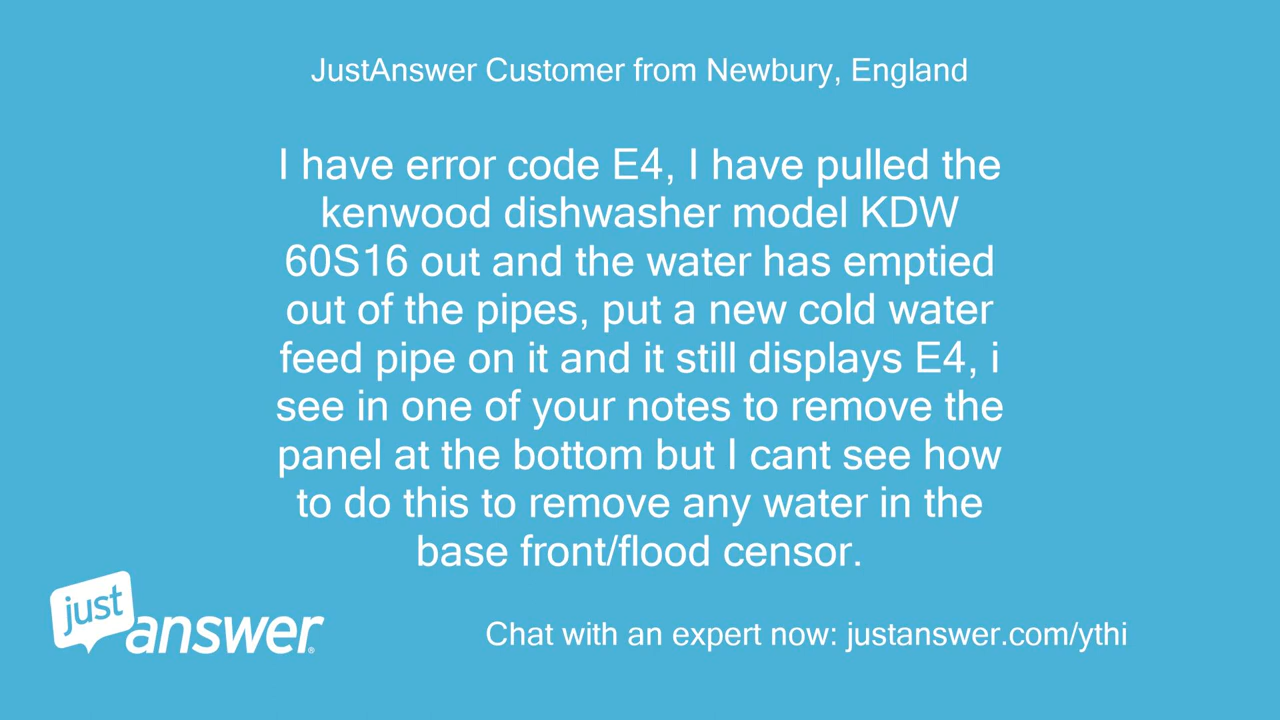 JustAnswer Customer from Newbury, England
I have error code E4, I have pulled the
kenwood dishwasher model KDW
60S16 out and the water has emptied
out of the pipes, put a new cold water
feed pipe on it and it still displays E4, i
see in one of your notes to remove the
panel at the bottom but I cant see how
to do this to remove any water in the
base front/flood censor.
just
answer®
Chat with an expert now: justanswer.com/ythi